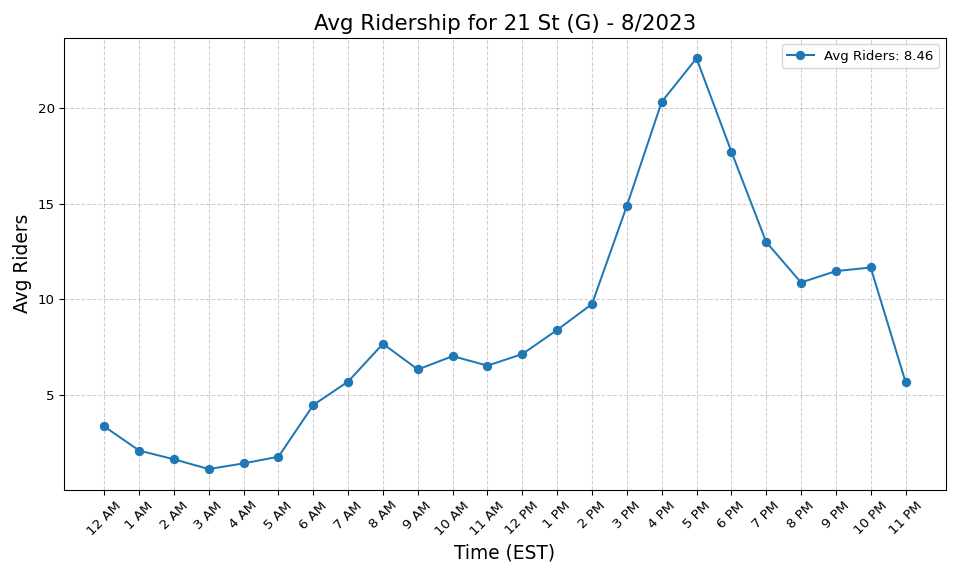 Avg Ridership for 21 St (G) - 8/2023
Avg Riders: 8.46
Avg Riders
20
15
10
5
12 AM 1 AM 2 AM 3 AM 4 AM 5 AM 6 AM 7 AM 8 AM 9 AM 10 AM 11 AM 12 PM 1 PM 2 PM 3 PM 4 PM 5 PM 6 PM 7 PM 8 PM 9 PM 10 PM 11 PM
Time (EST)